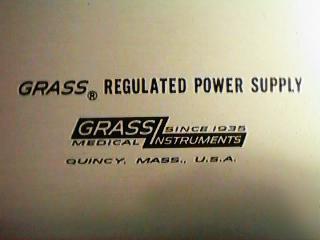 GRASS® REGULATED POWER SUPPLY
GRASS SINCE 1935
MEDICAL INSTRUMENTS
QUINCY, MASS., U.S.A.